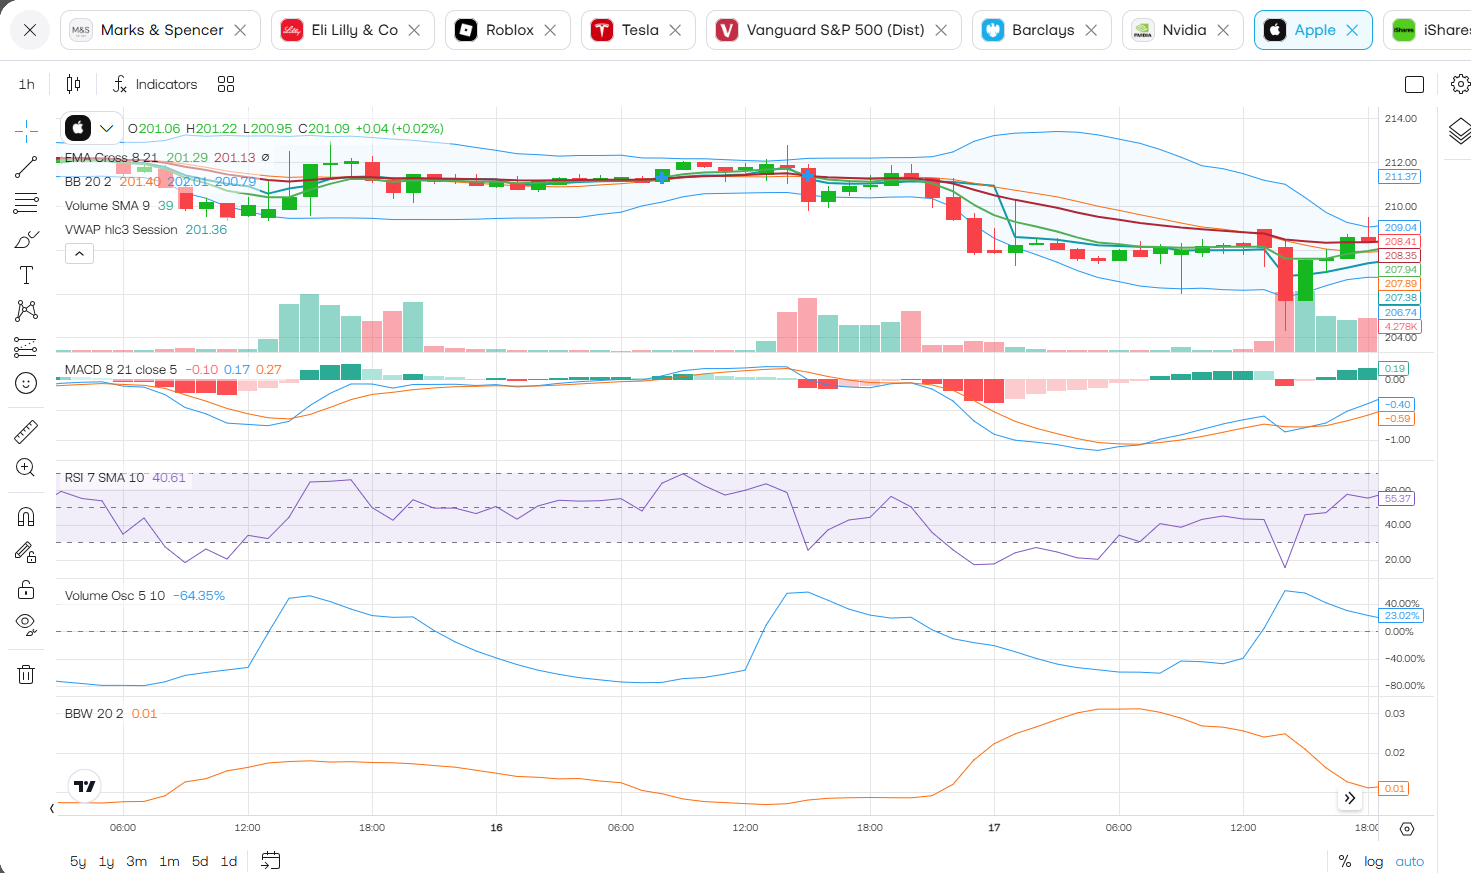 M&S Marks & Spencer Lilly Eli Lilly & Co Roblox Tesla V Vanguard S&P 500 (Dist) Barclays NVIDIA Nvidia Apple iShares iShares
1h Indicators
O201.06 H201.22 L200.95 C201.09 +0.04 (+0.02%)
EMA Cross 8 21 201.29 201.13 ∅
BB 20 2 201.40 202.01 200.79
Volume SMA 9 39
VWAP hlc3 Session 201.36
214.00
212.00
211.37
210.00
209.04
208.41
208.35
207.94
207.89
207.38
206.74
4.278K
204.00
MACD 8 21 close 5 −0.10 0.17 0.27
0.19
0.00
−0.40
−0.59
−1.00
RSI 7 SMA 10 40.61
60.00
55.37
40.00
20.00
Volume Osc 5 10 −64.35%
40.00%
23.02%
0.00%
−40.00%
−80.00%
BBW 20 2 0.01
0.03
0.02
0.01
06:00 12:00 18:00 16 06:00 12:00 18:00 17 06:00 12:00 18:00
5y 1y 3m 1m 5d 1d % log auto